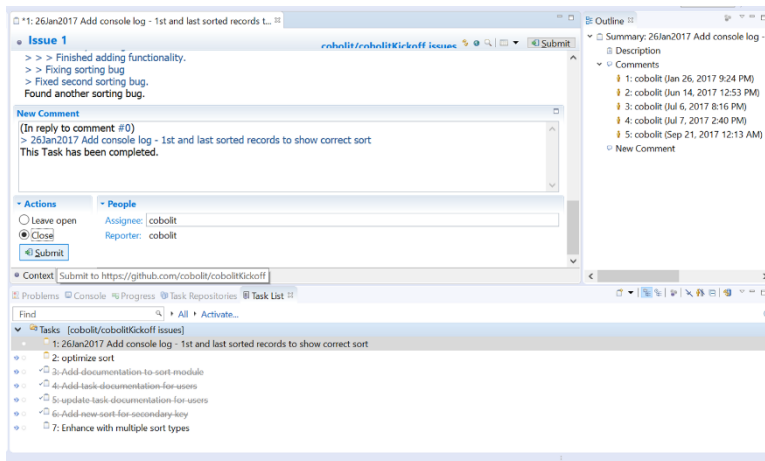 *1: 26Jan2017 Add console log - 1st and last sorted records t...
Issue 1
cobolit/cobolitKickoff issues
Submit
> > > Finished adding functionality.
> > Fixing sorting bug
> Fixed second sorting bug.
Found another sorting bug.
New Comment
(In reply to comment #0)
> 26Jan2017 Add console log - 1st and last sorted records to show correct sort
This Task has been completed.
Actions
People
Leave open
Assignee: cobolit
Close
Reporter: cobolit
Submit
Context
Submit to https://github.com/cobolit/cobolitKickoff
Outline
Summary: 26Jan2017 Add console log -
Description
Comments
1: cobolit (Jan 26, 2017 9:24 PM)
2: cobolit (Jun 14, 2017 12:53 PM)
3: cobolit (Jul 6, 2017 8:16 PM)
4: cobolit (Jul 7, 2017 2:40 PM)
5: cobolit (Sep 21, 2017 12:13 AM)
New Comment
Problems Console Progress Task Repositories Task List
Find All Activate...
Tasks [cobolit/cobolitKickoff issues]
1: 26Jan2017 Add console log - 1st and last sorted records to show correct sort
2: optimize sort
3: Add documentation to sort module
4: Add task documentation for users
5: update task documentation for users
6: Add new sort for secondary key
7: Enhance with multiple sort types